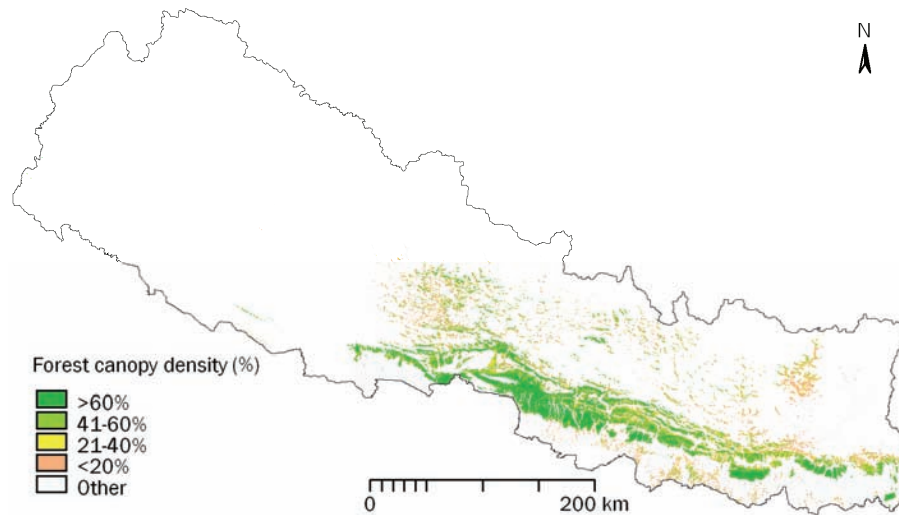 N
Forest canopy density (%)
>60%
41-60%
21-40%
<20%
Other
0 200 km